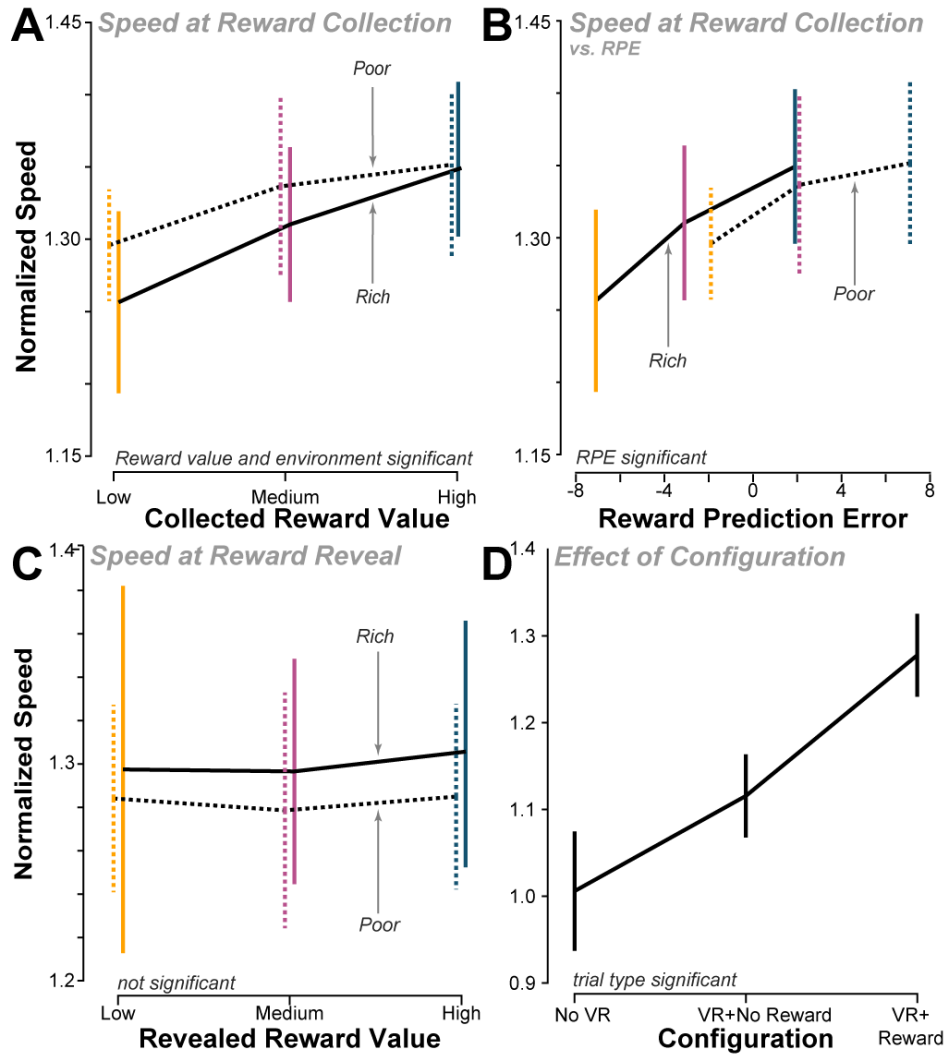 A
Speed at Reward Collection
1.45
1.30
1.15
Normalized Speed
Poor
Rich
Reward value and environment significant
Low
Medium
High
Collected Reward Value
B
Speed at Reward Collection
vs. RPE
1.45
1.30
1.15
Rich
Poor
RPE significant
-8
-4
0
4
8
Reward Prediction Error
C
Speed at Reward Reveal
1.4
1.3
1.2
Normalized Speed
Rich
Poor
not significant
Low
Medium
High
Revealed Reward Value
D
Effect of Configuration
1.4
1.3
1.2
1.1
1.0
0.9
trial type significant
No VR
VR+No Reward
VR+
Reward
Configuration